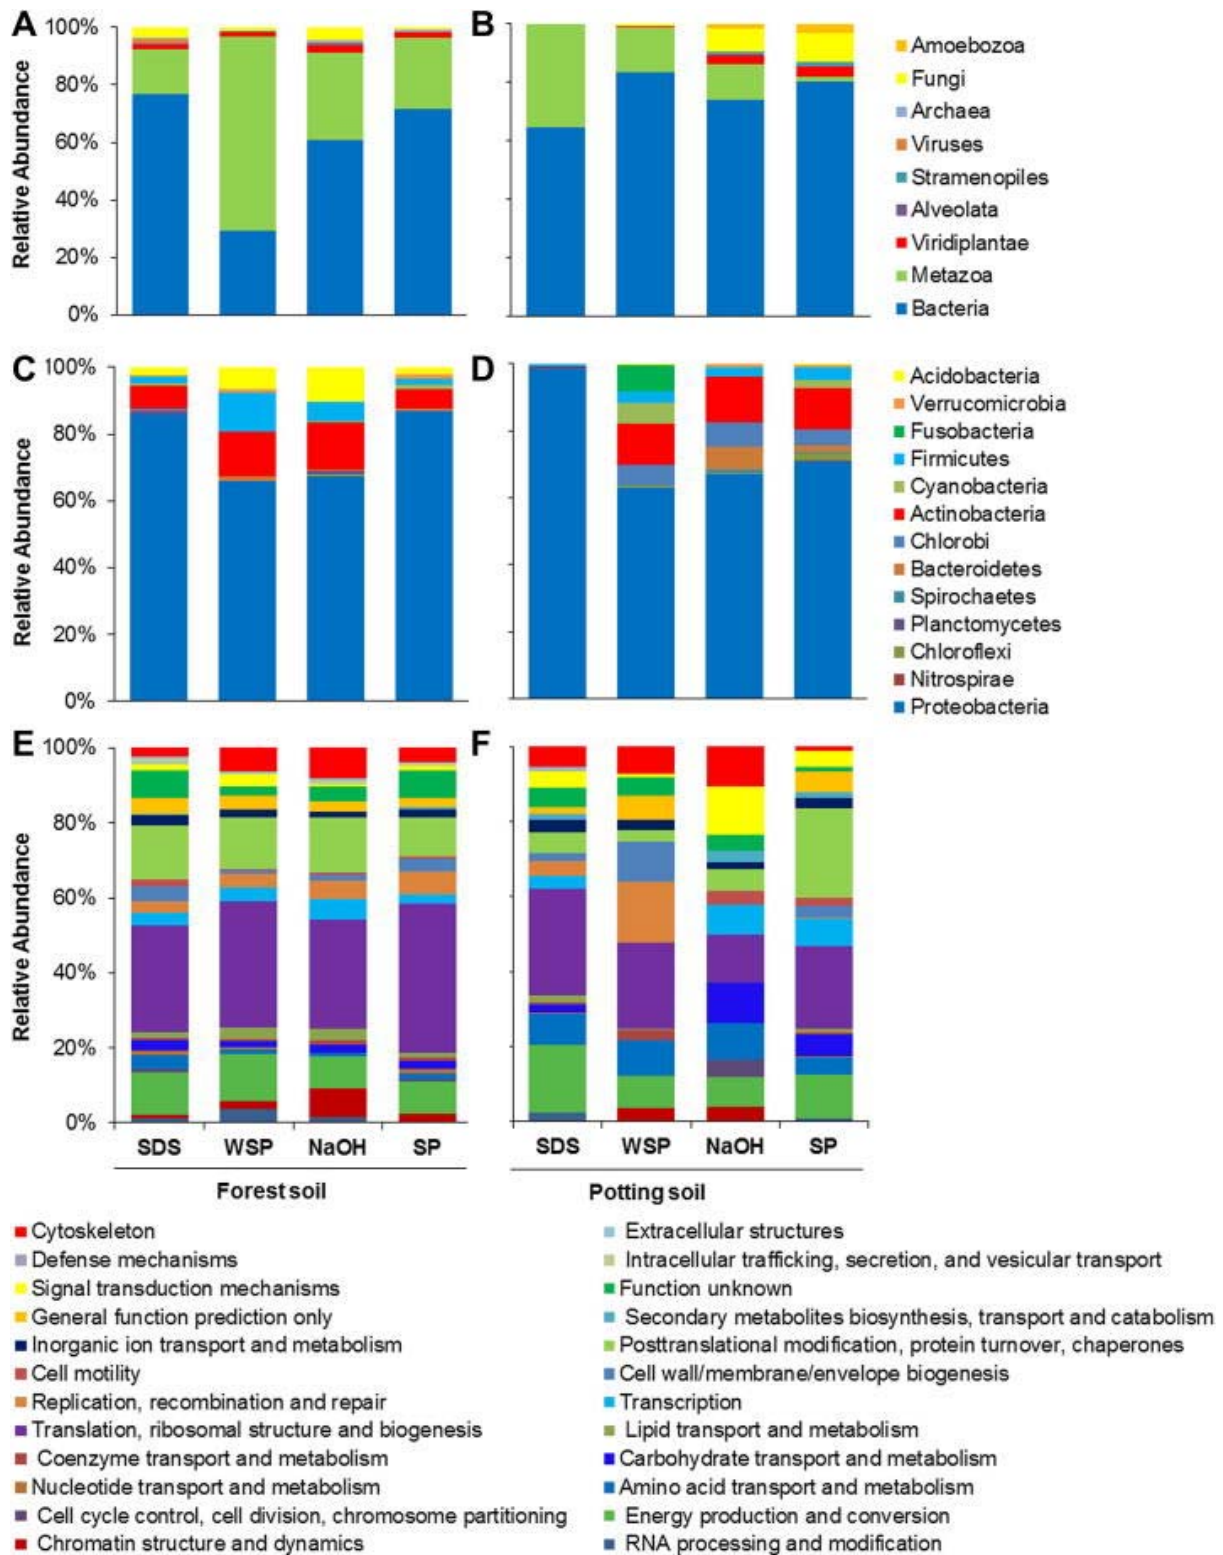 A
B
Relative Abundance
100%
80%
60%
40%
20%
0%
Amoebozoa
Fungi
Archaea
Viruses
Stramenopiles
Alveolata
Viridiplantae
Metazoa
Bacteria
C
D
Relative Abundance
100%
80%
60%
40%
20%
0%
Acidobacteria
Verrucomicrobia
Fusobacteria
Firmicutes
Cyanobacteria
Actinobacteria
Chlorobi
Bacteroidetes
Spirochaetes
Planctomycetes
Chloroflexi
Nitrospirae
Proteobacteria
E
F
Relative Abundance
100%
80%
60%
40%
20%
0%
SDS WSP NaOH SP
SDS WSP NaOH SP
Forest soil
Potting soil
Cytoskeleton
Defense mechanisms
Signal transduction mechanisms
General function prediction only
Inorganic ion transport and metabolism
Cell motility
Replication, recombination and repair
Translation, ribosomal structure and biogenesis
Coenzyme transport and metabolism
Nucleotide transport and metabolism
Cell cycle control, cell division, chromosome partitioning
Chromatin structure and dynamics
Extracellular structures
Intracellular trafficking, secretion, and vesicular transport
Function unknown
Secondary metabolites biosynthesis, transport and catabolism
Posttranslational modification, protein turnover, chaperones
Cell wall/membrane/envelope biogenesis
Transcription
Lipid transport and metabolism
Carbohydrate transport and metabolism
Amino acid transport and metabolism
Energy production and conversion
RNA processing and modification